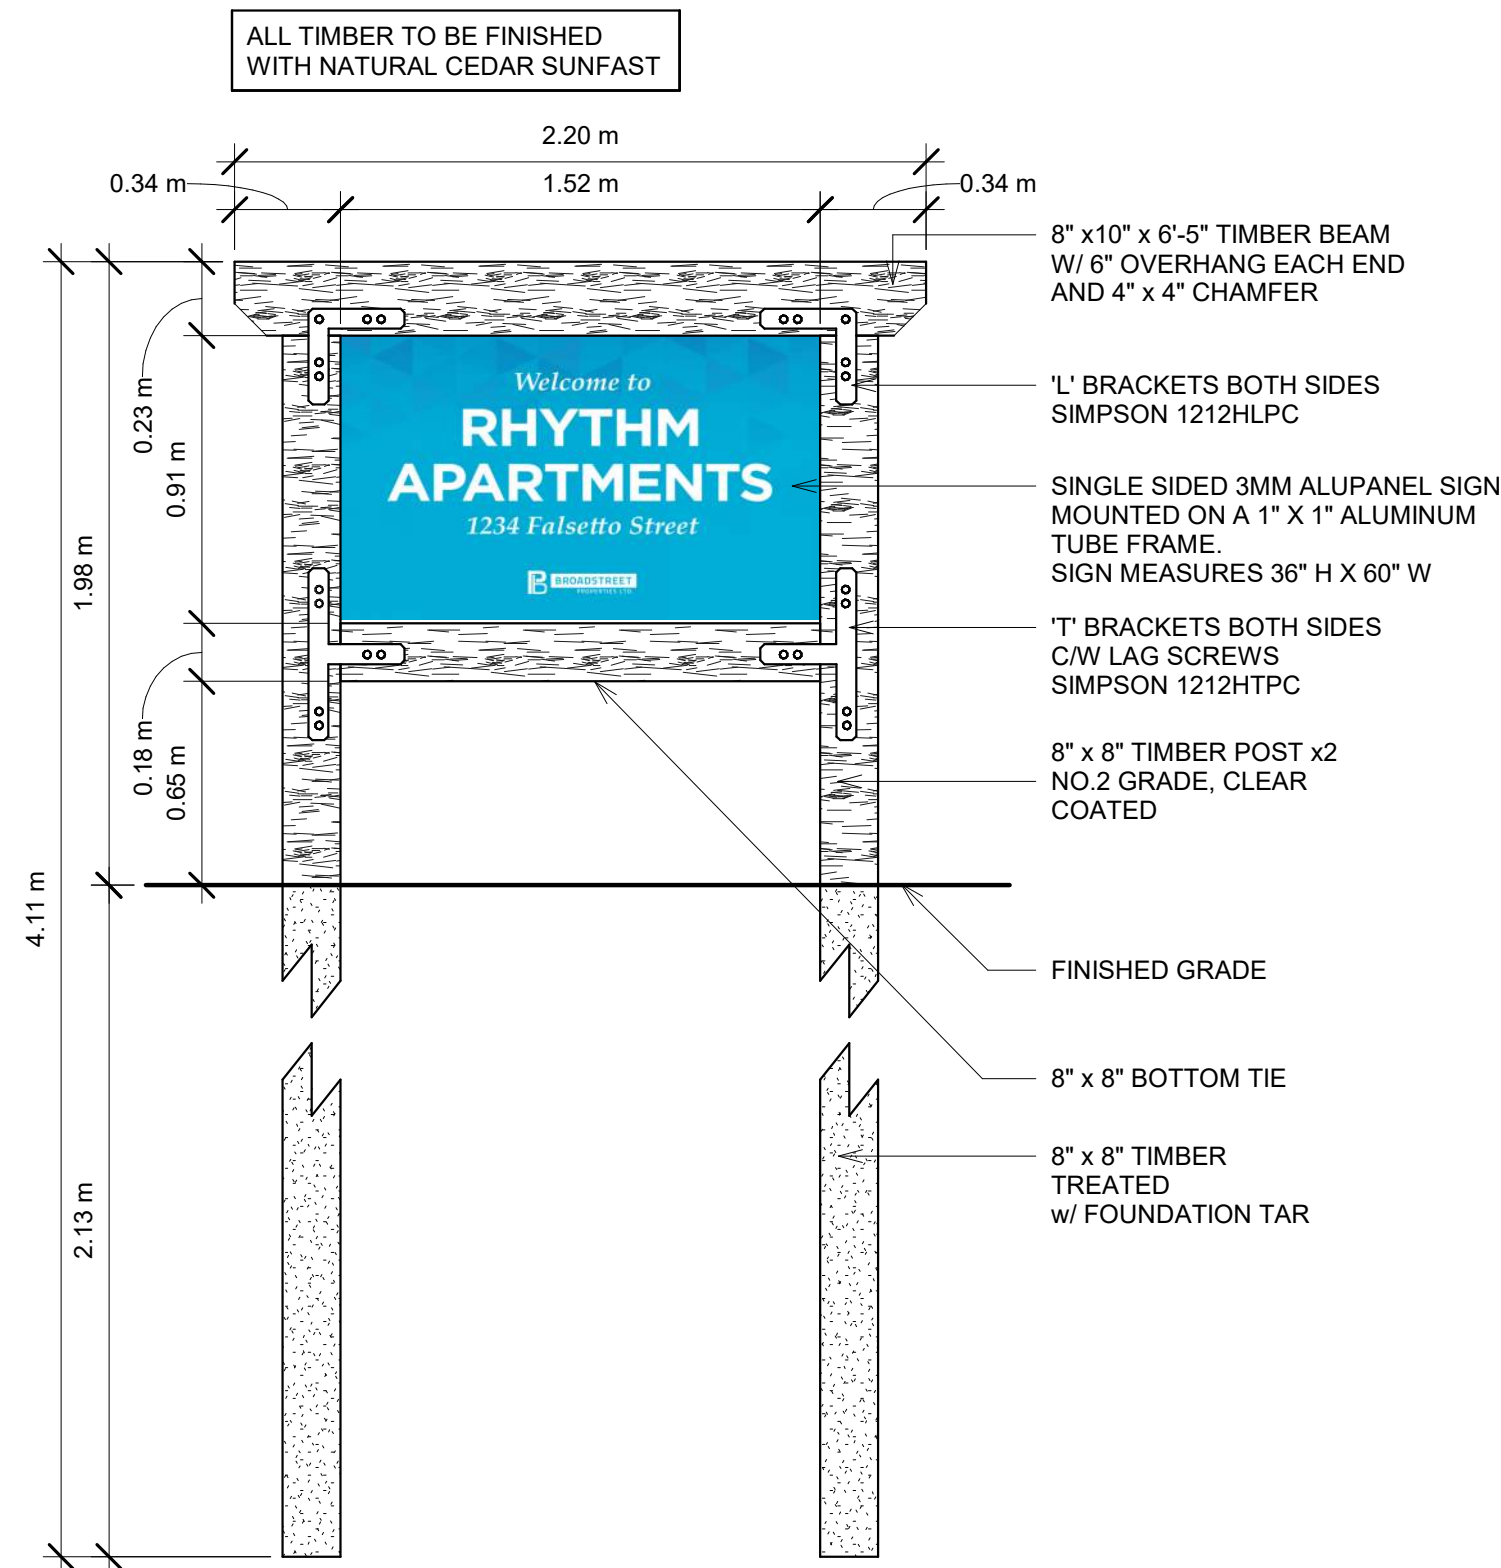 ALL TIMBER TO BE FINISHED
WITH NATURAL CEDAR SUNFAST
2.20 m
0.34 m
1.52 m
0.34 m
8" x10" x 6'-5" TIMBER BEAM
W/ 6" OVERHANG EACH END
AND 4" x 4" CHAMFER
'L' BRACKETS BOTH SIDES
SIMPSON 1212HLPC
SINGLE SIDED 3MM ALUPANEL SIGN
MOUNTED ON A 1" X 1" ALUMINUM
TUBE FRAME.
SIGN MEASURES 36" H X 60" W
'T' BRACKETS BOTH SIDES
C/W LAG SCREWS
SIMPSON 1212HTPC
8" x 8" TIMBER POST x2
NO.2 GRADE, CLEAR
COATED
FINISHED GRADE
8" x 8" BOTTOM TIE
8" x 8" TIMBER
TREATED
w/ FOUNDATION TAR
Welcome to
RHYTHM
APARTMENTS
1234 Falsetto Street
BROADSTREET
PROPERTIES LTD
0.23 m
0.91 m
1.98 m
0.18 m
0.65 m
4.11 m
2.13 m